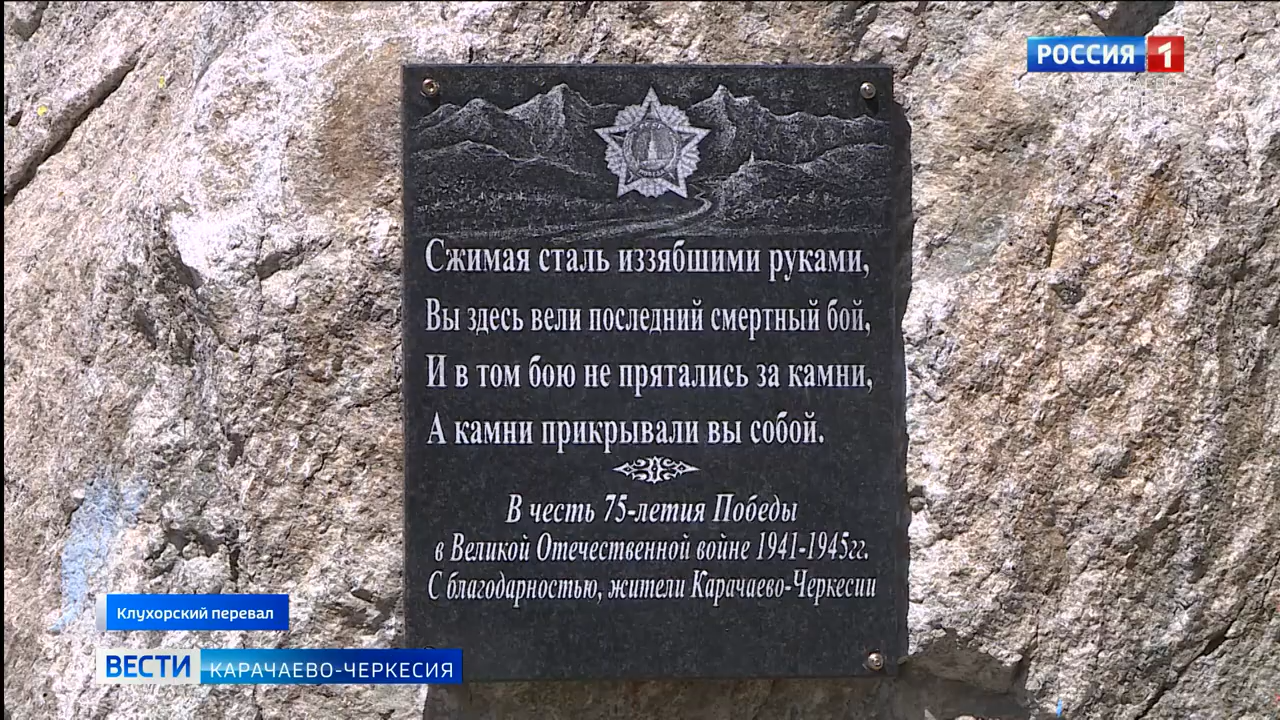 РОССИЯ 1
Сжимая сталь иззябшими руками,
Вы здесь вели последний смертный бой,
И в том бою не прятались за камни,
А камни прикрывали вы собой.
В честь 75-летия Победы
в Великой Отечественной войне 1941-1945гг.
С благодарностью, жители Карачаево-Черкесии
Клухорский перевал
ВЕСТИ КАРАЧАЕВО-ЧЕРКЕСИЯ